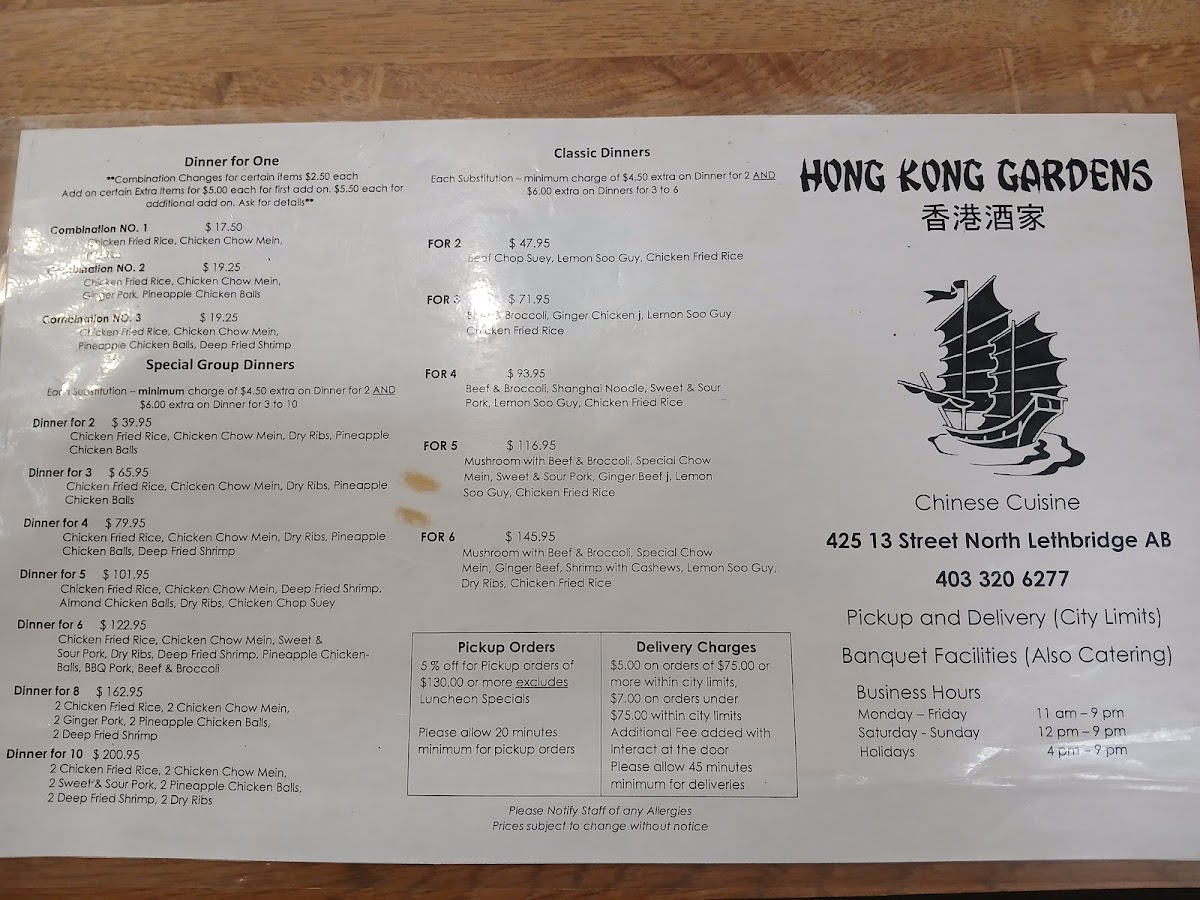 Dinner for One
**Combination Changes for certain items $2.50 each
Add on certain Extra Items for $5.00 each for first add on. $5.50 each for
additional add on. Ask for details**
Combination NO. 1 $ 17.50
Chicken Fried Rice, Chicken Chow Mein,
Combination NO. 2 $ 19.25
Chicken Fried Rice, Chicken Chow Mein,
Ginger Pork, Pineapple Chicken Balls
Combination NO. 3 $ 19.25
Chicken Fried Rice, Chicken Chow Mein,
Pineapple Chicken Balls, Deep Fried Shrimp
Special Group Dinners
Each Substitution – minimum charge of $4.50 extra on Dinner for 2 AND
$6.00 extra on Dinner for 3 to 10
Dinner for 2 $ 39.95
Chicken Fried Rice, Chicken Chow Mein, Dry Ribs, Pineapple
Chicken Balls
Dinner for 3 $ 65.95
Chicken Fried Rice, Chicken Chow Mein, Dry Ribs, Pineapple
Chicken Balls
Dinner for 4 $ 79.95
Chicken Fried Rice, Chicken Chow Mein, Dry Ribs, Pineapple
Chicken Balls, Deep Fried Shrimp
Dinner for 5 $ 101.95
Chicken Fried Rice, Chicken Chow Mein, Deep Fried Shrimp,
Almond Chicken Balls, Dry Ribs, Chicken Chop Suey
Dinner for 6 $ 122.95
Chicken Fried Rice, Chicken Chow Mein, Sweet &
Sour Pork, Dry Ribs, Deep Fried Shrimp, Pineapple Chicken-
Balls, BBQ Pork, Beef & Broccoli
Dinner for 8 $ 162.95
2 Chicken Fried Rice, 2 Chicken Chow Mein,
2 Ginger Pork, 2 Pineapple Chicken Balls,
2 Deep Fried Shrimp
Dinner for 10 $ 200.95
2 Chicken Fried Rice, 2 Chicken Chow Mein,
2 Sweet & Sour Pork, 2 Pineapple Chicken Balls,
2 Deep Fried Shrimp, 2 Dry Ribs
Classic Dinners
Each Substitution – minimum charge of $4.50 extra on Dinner for 2 AND
$6.00 extra on Dinners for 3 to 6
FOR 2 $ 47.95
Beef Chop Suey, Lemon Soo Guy, Chicken Fried Rice
FOR 3 $ 71.95
Beef & Broccoli, Ginger Chicken j, Lemon Soo Guy
Chicken Fried Rice
FOR 4 $ 93.95
Beef & Broccoli, Shanghai Noodle, Sweet & Sour
Pork, Lemon Soo Guy, Chicken Fried Rice
FOR 5 $ 116.95
Mushroom with Beef & Broccoli, Special Chow
Mein, Sweet & Sour Pork, Ginger Beef j, Lemon
Soo Guy, Chicken Fried Rice
FOR 6 $ 145.95
Mushroom with Beef & Broccoli, Special Chow
Mein, Ginger Beef, Shrimp with Cashews, Lemon Soo Guy,
Dry Ribs, Chicken Fried Rice
Pickup Orders
5 % off for Pickup orders of
$130.00 or more excludes
Luncheon Specials
Please allow 20 minutes
minimum for pickup orders
Delivery Charges
$5.00 on orders of $75.00 or
more within city limits,
$7.00 on orders under
$75.00 within city limits
Additional Fee added with
Interact at the door
Please allow 45 minutes
minimum for deliveries
Please Notify Staff of any Allergies
Prices subject to change without notice
HONG KONG GARDENS
香港酒家
Chinese Cuisine
425 13 Street North Lethbridge AB
403 320 6277
Pickup and Delivery (City Limits)
Banquet Facilities (Also Catering)
Business Hours
Monday – Friday 11 am – 9 pm
Saturday - Sunday 12 pm – 9 pm
Holidays 4 pm – 9 pm